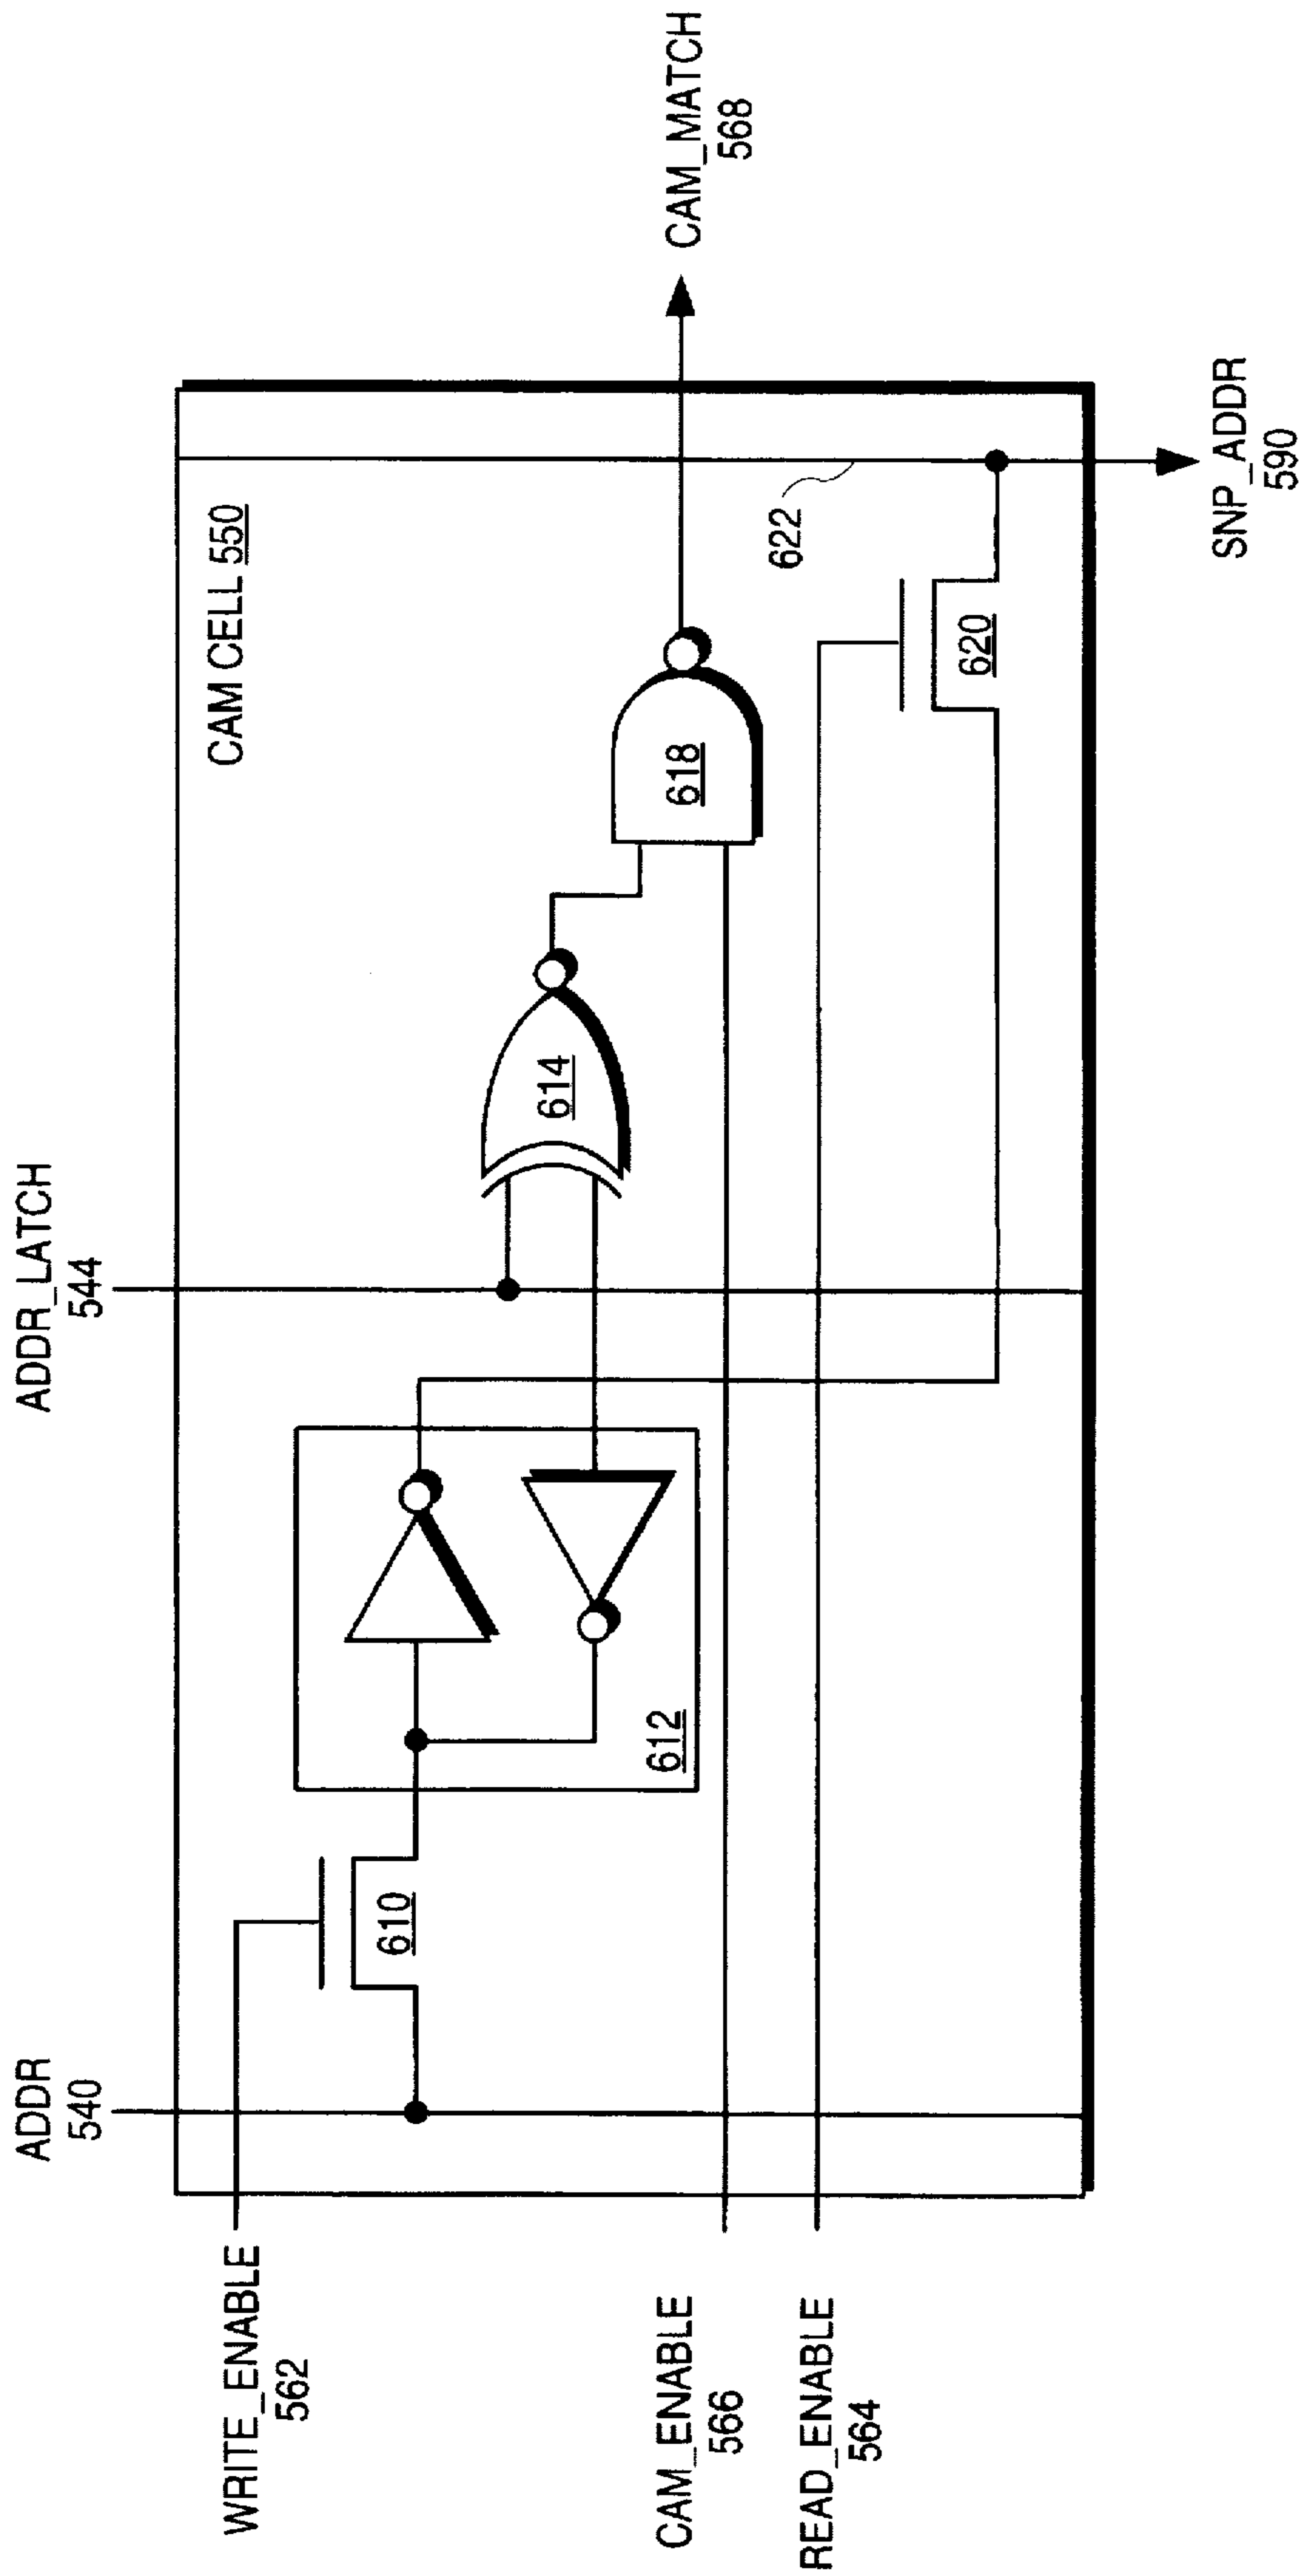 ADDR
540
ADDR_LATCH
544
WRITE_ENABLE
562
CAM CELL 550
610
612
614
618
CAM_MATCH
568
622
CAM_ENABLE
566
READ_ENABLE
564
620
SNP_ADDR
590